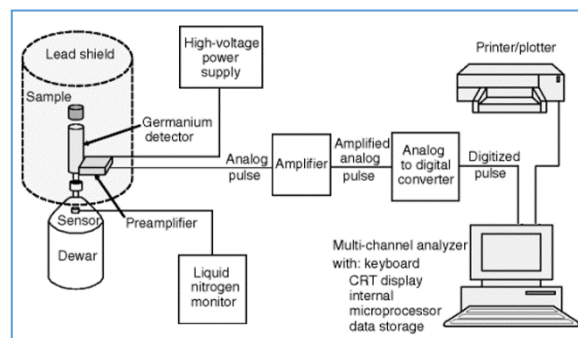 Lead shield
Sample
High-voltage
power
supply
Germanium
detector
Analog
pulse
Amplifier
Amplified
analog
pulse
Analog
to digital
converter
Digitized
pulse
Printer/plotter
Sensor
Preamplifier
Dewar
Liquid
nitrogen
monitor
Multi-channel analyzer
with: keyboard
CRT display
internal
microprocessor
data storage